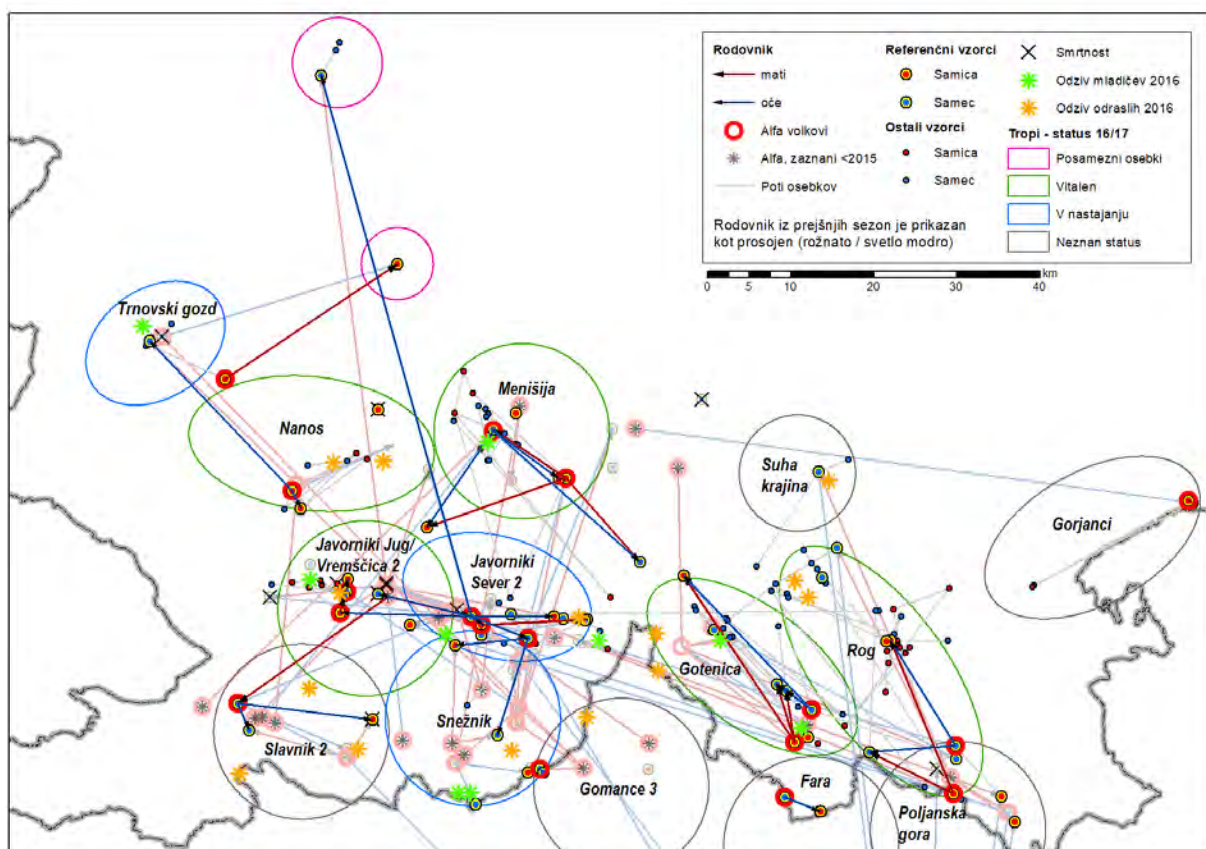 Rodovnik
mati
oče
Alfa volkovi
Alfa, zaznani <2015
Poti osebkov
Referenčni vzorci
Samica
Samec
Ostali vzorci
Samica
Samec
Smrtnost
Odziv mladičev 2016
Odziv odraslih 2016
Tropi - status 16/17
Posamezni osebki
Vitalen
V nastajanju
Neznan status
Rodovnik iz prejšnjih sezon je prikazan
kot prosojen (rožnato / svetlo modro)
km
0 5 10 20 30 40
Trnovski gozd
Menišija
Nanos
Suha
krajina
Gorjanci
Javorniki Jug/
Vremščica 2
Javorniki
Sever 2
Rog
Gotenica
Snežnik
Slavnik 2
Gomance 3
Fara
Poljanska
gora